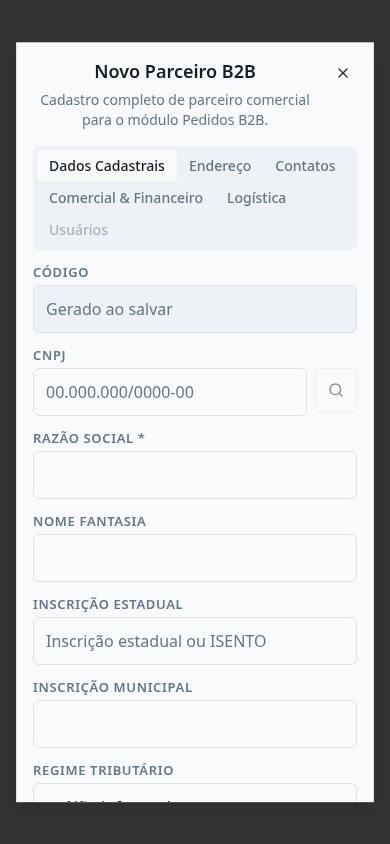 Novo Parceiro B2B
Cadastro completo de parceiro comercial
para o módulo Pedidos B2B.
Dados Cadastrais Endereço Contatos
Comercial & Financeiro Logística
Usuários
CÓDIGO
Gerado ao salvar
CNPJ
00.000.000/0000-00
RAZÃO SOCIAL *
NOME FANTASIA
INSCRIÇÃO ESTADUAL
Inscrição estadual ou ISENTO
INSCRIÇÃO MUNICIPAL
REGIME TRIBUTÁRIO